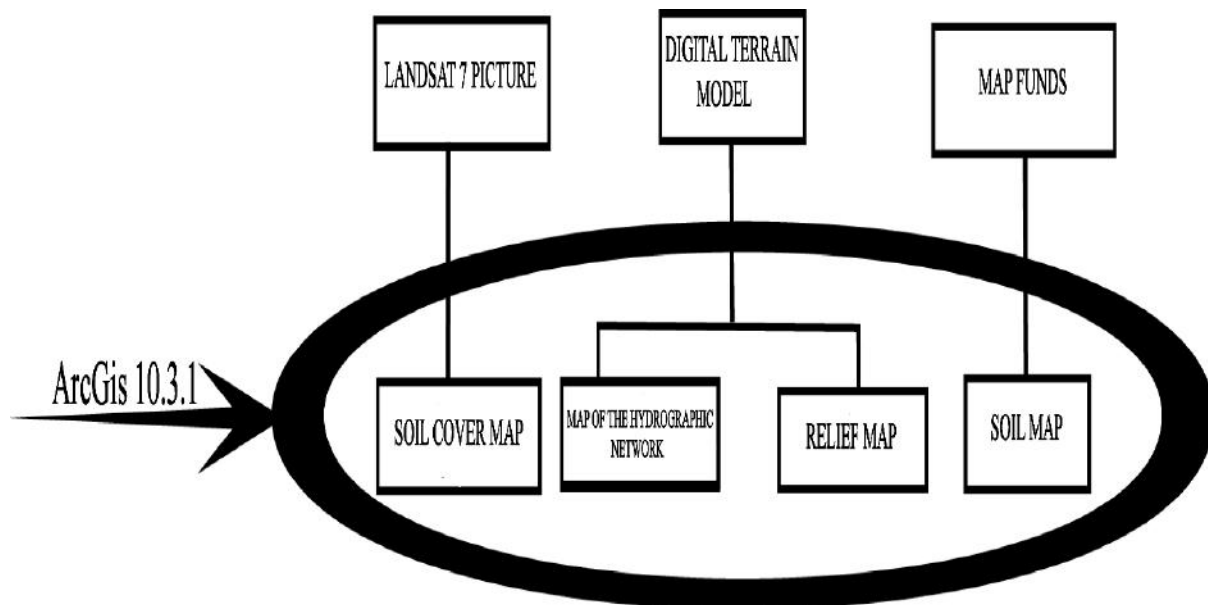 LANDSAT 7 PICTURE
DIGITAL TERRAIN
MODEL
MAP FUNDS
ArcGis 10.3.1
SOIL COVER MAP
MAP OF THE HYDROGRAPHIC
NETWORK
RELIEF MAP
SOIL MAP